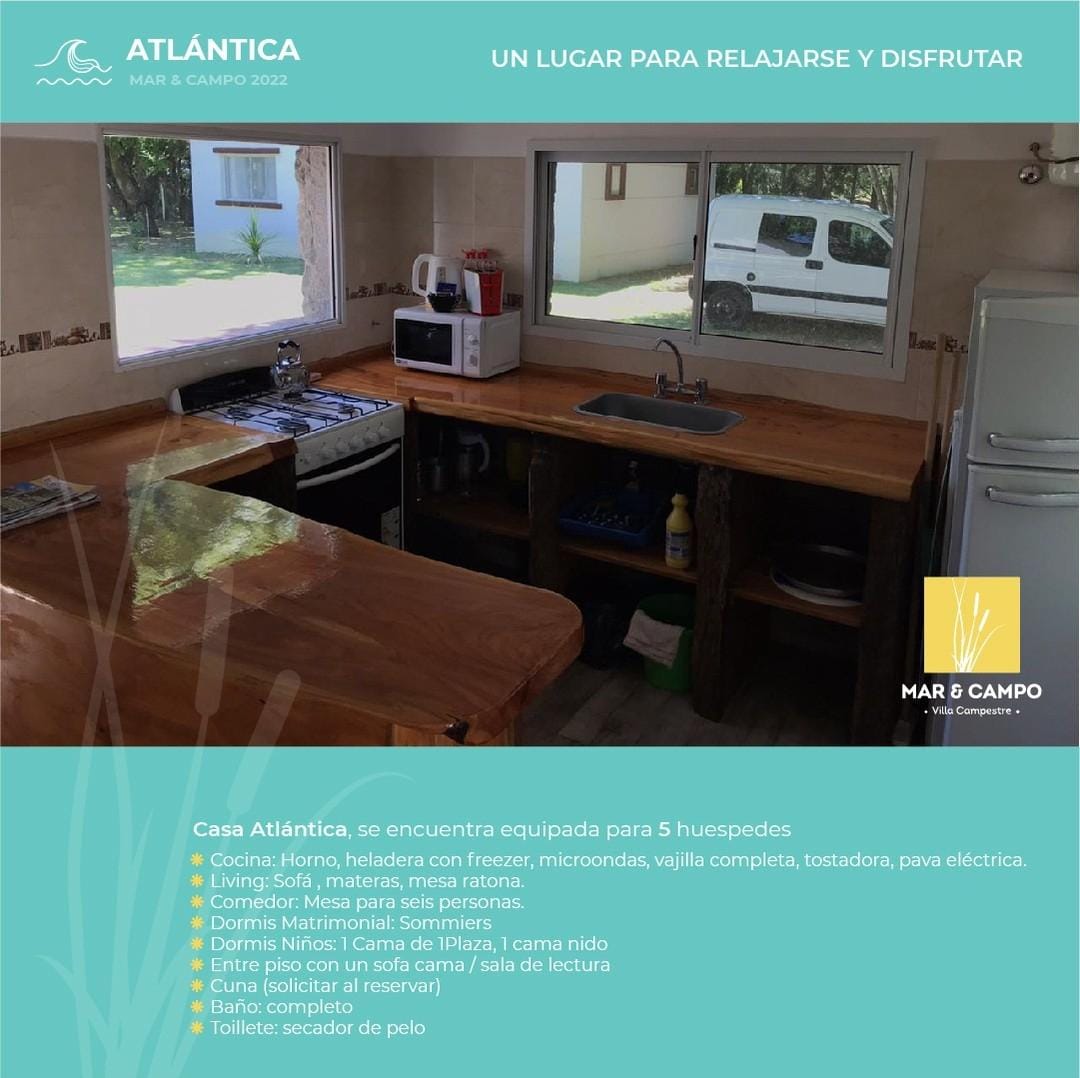 ATLÁNTICA
MAR & CAMPO 2022
UN LUGAR PARA RELAJARSE Y DISFRUTAR
MAR & CAMPO
• Villa Campestre •
Casa Atlántica, se encuentra equipada para 5 huespedes
Cocina: Horno, heladera con freezer, microondas, vajilla completa, tostadora, pava eléctrica.
Living: Sofá , materas, mesa ratona.
Comedor: Mesa para seis personas.
Dormis Matrimonial: Sommiers
Dormis Niños: 1 Cama de 1Plaza, 1 cama nido
Entre piso con un sofa cama / sala de lectura
Cuna (solicitar al reservar)
Baño: completo
Toillete: secador de pelo